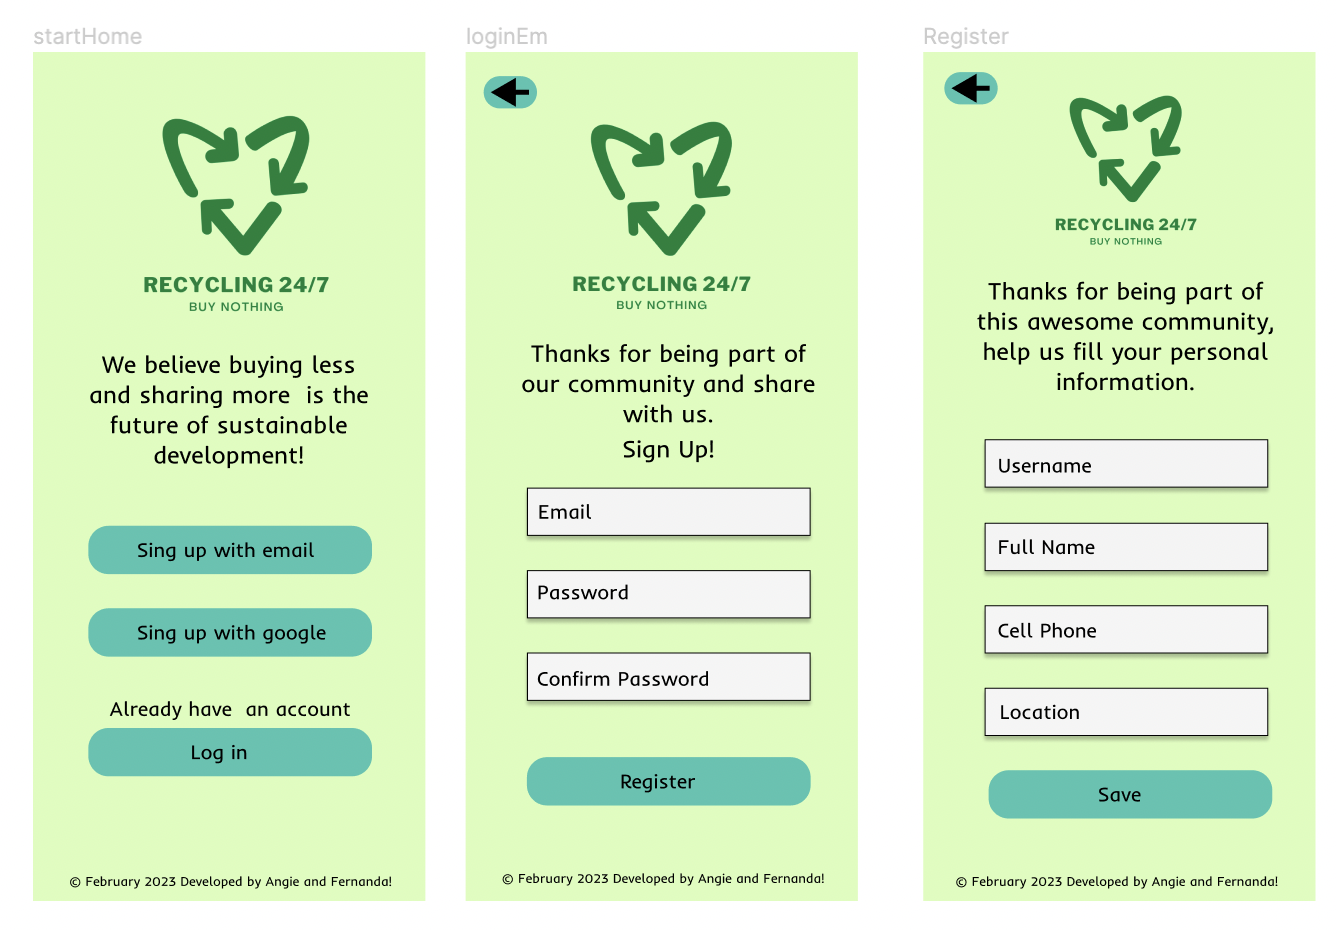 startHome
RECYCLING 24/7
BUY NOTHING
We believe buying less
and sharing more  is the
future of sustainable
development!
Sing up with email
Sing up with google
Already have  an account
Log in
© February 2023 Developed by Angie and Fernanda!
loginEm
RECYCLING 24/7
BUY NOTHING
Thanks for being part of
our community and share
with us.
Sign Up!
Email
Password
Confirm Password
Register
© February 2023 Developed by Angie and Fernanda!
Register
RECYCLING 24/7
BUY NOTHING
Thanks for being part of
this awesome community,
help us fill your personal
information.
Username
Full Name
Cell Phone
Location
Save
© February 2023 Developed by Angie and Fernanda!